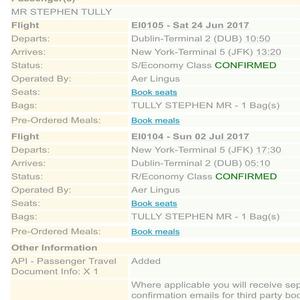 MR STEPHEN TULLY
Flight EI0105 - Sat 24 Jun 2017
Departs: Dublin-Terminal 2 (DUB) 10:50
Arrives: New York-Terminal 5 (JFK) 13:20
Status: S/Economy Class CONFIRMED
Operated By: Aer Lingus
Seats: Book seats
Bags: TULLY STEPHEN MR - 1 Bag(s)
Pre-Ordered Meals: Book meals
Flight EI0104 - Sun 02 Jul 2017
Departs: New York-Terminal 5 (JFK) 17:30
Arrives: Dublin-Terminal 2 (DUB) 05:10
Status: R/Economy Class CONFIRMED
Operated By: Aer Lingus
Seats: Book seats
Bags: TULLY STEPHEN MR - 1 Bag(s)
Pre-Ordered Meals: Book meals
Other Information
API - Passenger Travel Added
Document Info: X 1
Where applicable you will receive
confirmation emails for third party